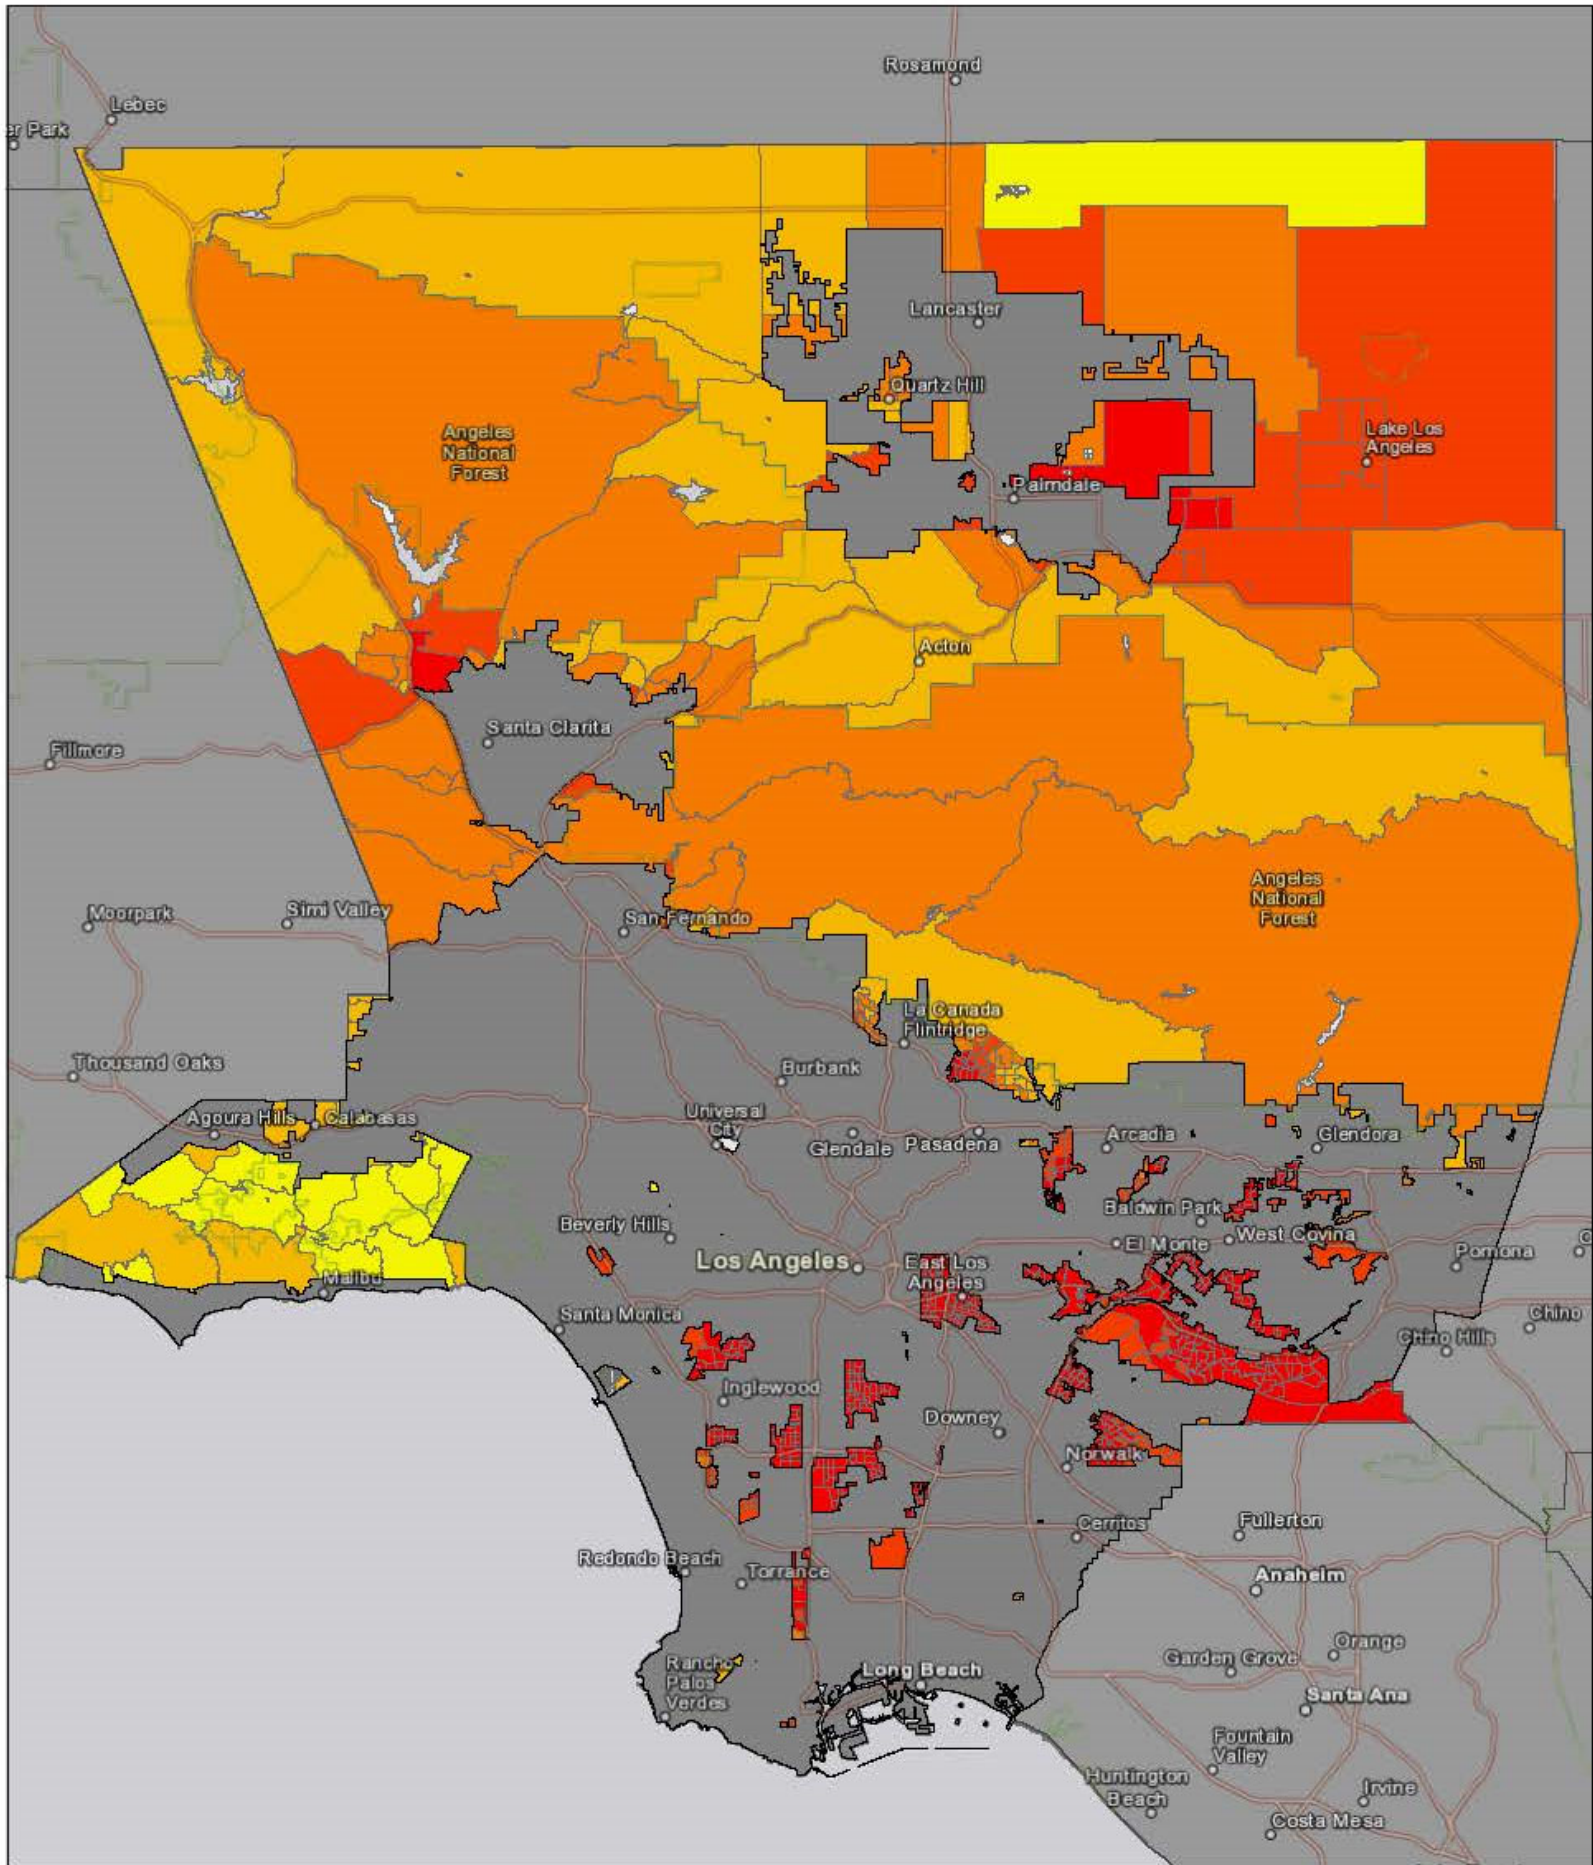 Rosamond
Lebec
er Park
Lancaster
Quartz Hill
Angeles
National
Forest
Lake Los
Angeles
Palmdale
Acton
Santa Clarita
Fillmore
Angeles
National
Forest
Moorpark
Simi Valley
San Fernando
La Canada
Flintridge
Thousand Oaks
Burbank
Agoura Hills
Calabasas
Universal
City
Glendale
Pasadena
Arcadia
Glendora
Baldwin Park
Beverly Hills
El Monte
West Covina
Pomona
O
Los Angeles
East Los
Angeles
Malibu
Santa Monica
Chino
Chino Hills
Inglewood
Downey
Norwalk
Cerritos
Fullerton
Redondo Beach
Torrance
Anaheim
Orange
Garden Grove
Rancho
Palos
Verdes
Long Beach
Santa Ana
Fountain
Valley
Huntington
Beach
Irvine
Costa Mesa